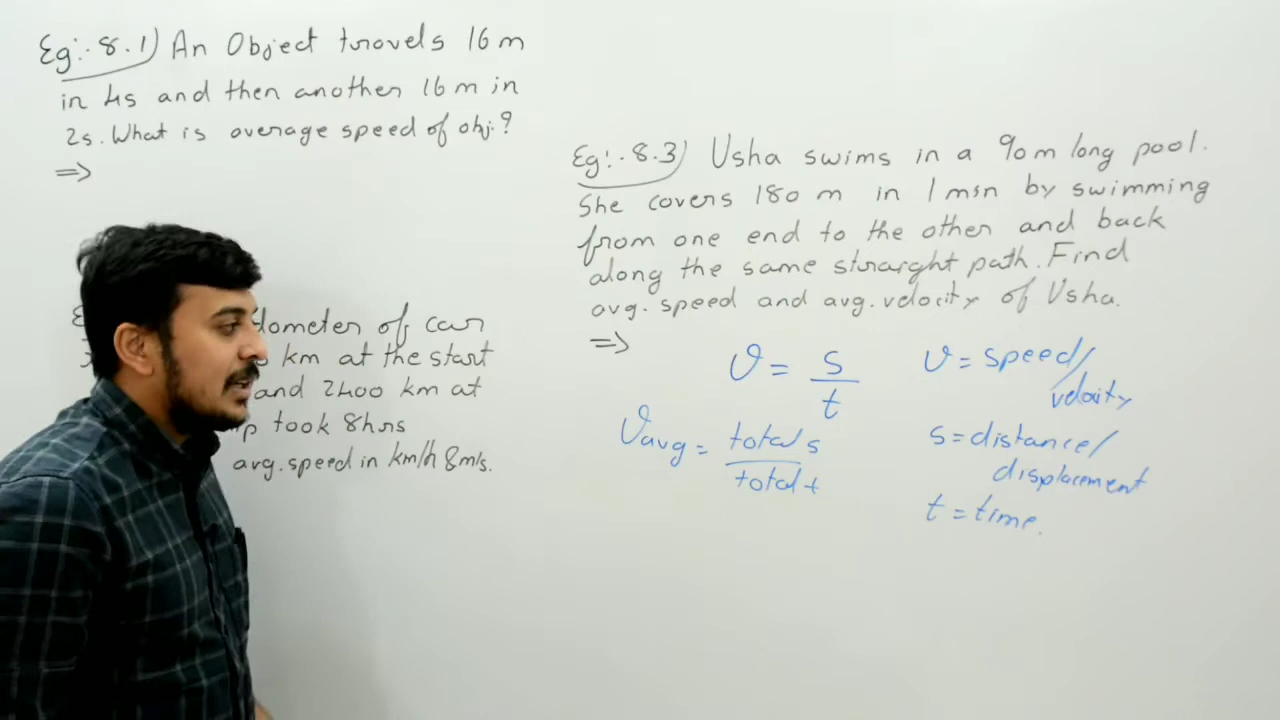 Eg:- 8.1) An Object travels 16 m
in 4s and then another 16 m in
2s. What is average speed of obj.?
=>
dometer of car
km at the start
and 2400 km at
p took 8hrs
avg. speed in km/h & m/s.
Eg:- 8.3) Usha swims in a 90m long pool.
She covers 180 m in 1 min by swimming
from one end to the other and back
along the same straight path. Find
avg. speed and avg. velocity of Usha.
=>
v = s/t
vavg = total s/total t
v = speed/
velocity
s = distance/
displacement
t = time.